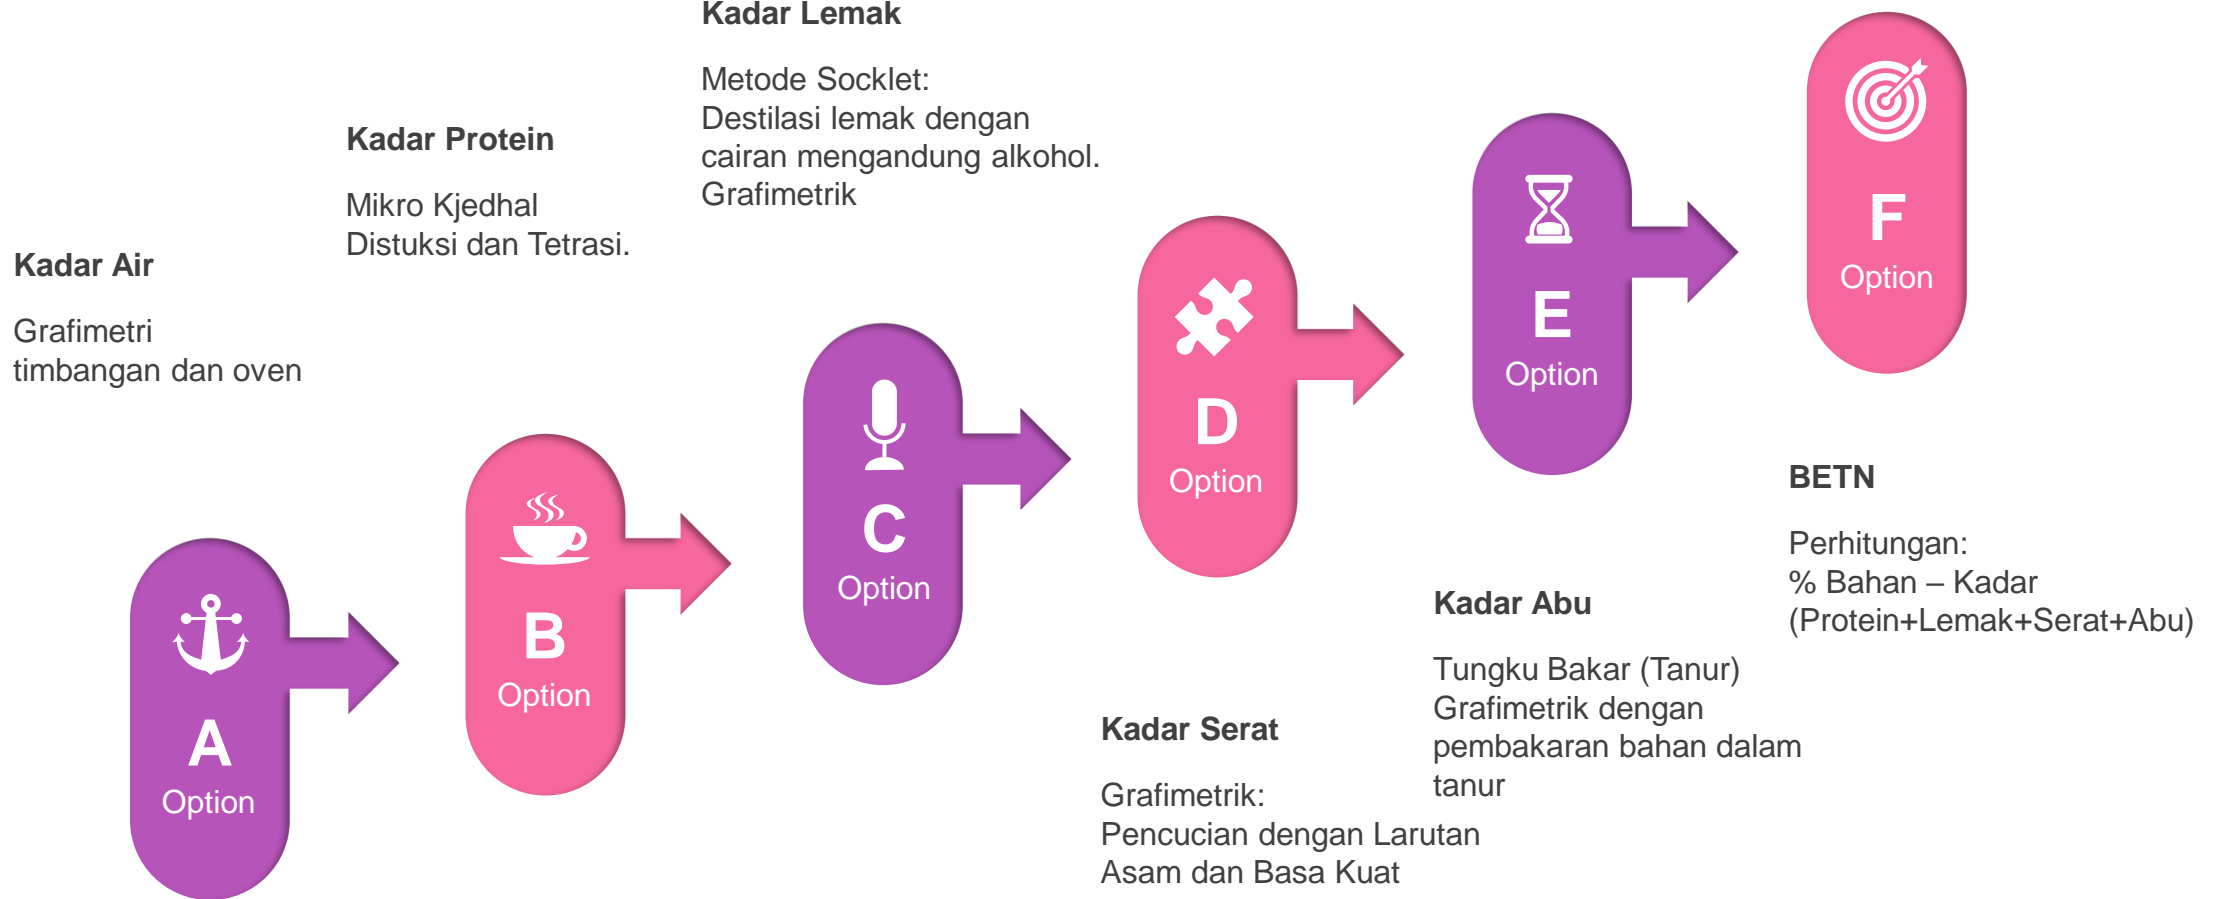 Kadar Air
Grafimetri
timbangan dan oven
A
Option
Kadar Protein
Mikro Kjedhal
Distuksi dan Tetrasi.
B
Option
Kadar Lemak
Metode Socklet:
Destilasi lemak dengan
cairan mengandung alkohol.
Grafimetrik
C
Option
D
Option
Kadar Serat
Grafimetrik:
Pencucian dengan Larutan
Asam dan Basa Kuat
E
Option
Kadar Abu
Tungku Bakar (Tanur)
Grafimetrik dengan
pembakaran bahan dalam
tanur
F
Option
BETN
Perhitungan:
% Bahan – Kadar
(Protein+Lemak+Serat+Abu)